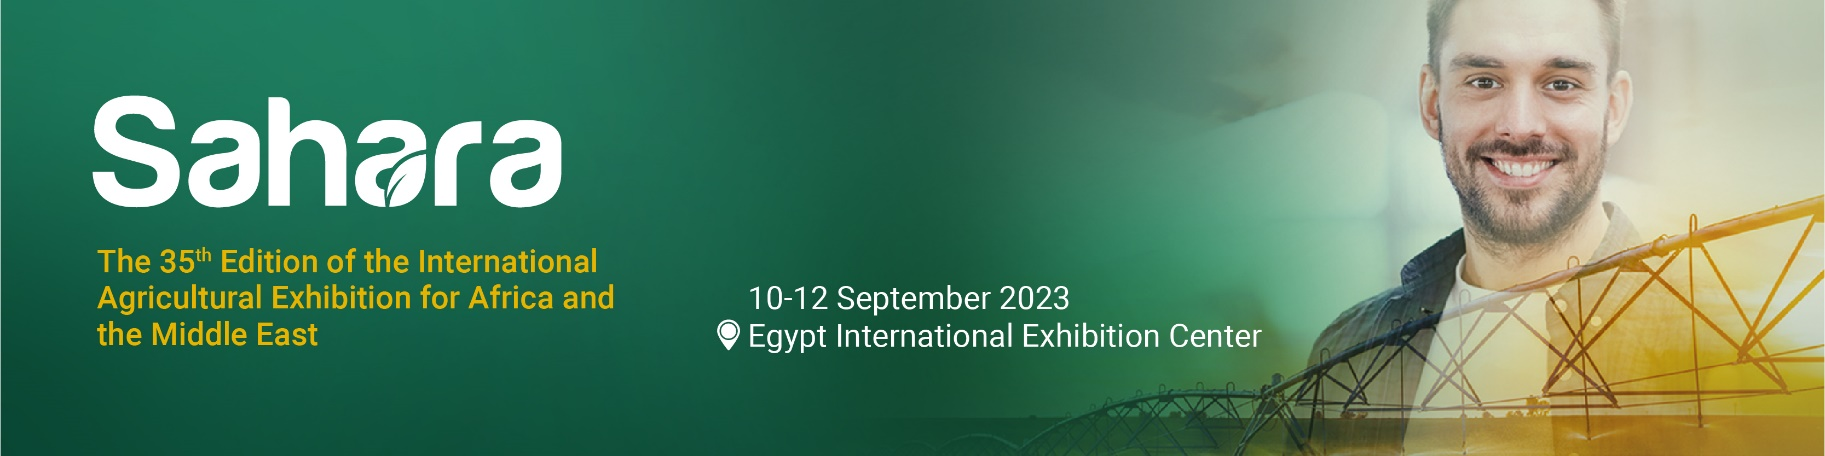 Sahara
The 35th Edition of the International
Agricultural Exhibition for Africa and
the Middle East
10-12 September 2023
Egypt International Exhibition Center